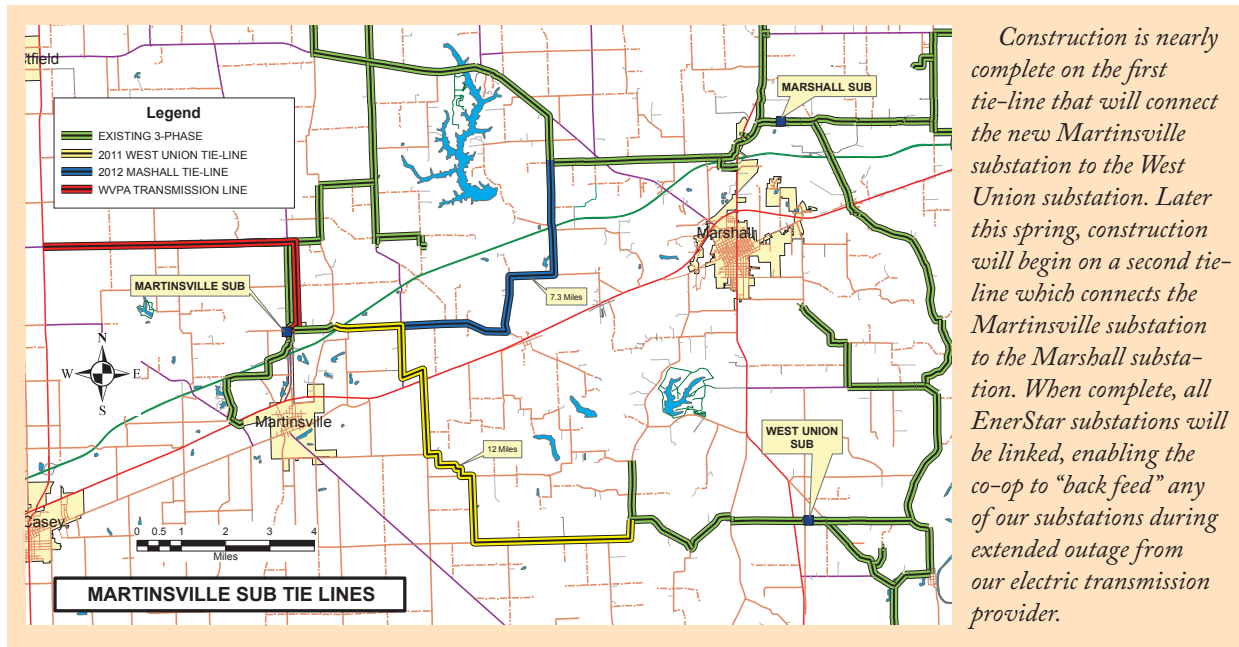 tfield
Legend
EXISTING 3-PHASE
2011 WEST UNION TIE-LINE
2012 MASHALL TIE-LINE
WVPA TRANSMISSION LINE
MARSHALL SUB
Marshall
MARTINSVILLE SUB
7.3 Miles
N
W E
S
Martinsville
12 Miles
WEST UNION
SUB
Casey
0 0.5 1 2 3 4
Miles
MARTINSVILLE SUB TIE LINES
Construction is nearly
complete on the first
tie-line that will connect
the new Martinsville
substation to the West
Union substation. Later
this spring, construction
will begin on a second tie-
line which connects the
Martinsville substation
to the Marshall substa-
tion. When complete, all
EnerStar substations will
be linked, enabling the
co-op to “back feed” any
of our substations during
extended outage from
our electric transmission
provider.